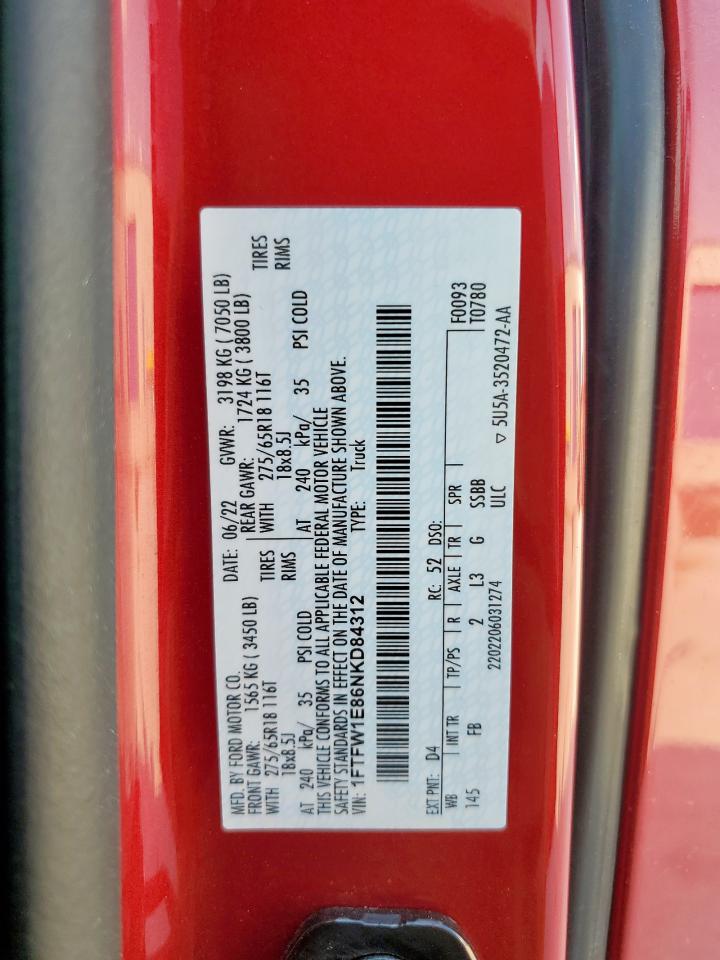 MFD. BY FORD MOTOR CO. DATE: 06/22 GVWR: 3198 KG ( 7050 LB)
FRONT GAWR: 1565 KG ( 3450 LB) REAR GAWR: 1724 KG ( 3800 LB)
WITH 275/65R18 116T TIRES WITH 275/65R18 116T TIRES
18x8.5J RIMS 18x8.5J RIMS
AT 240 kPa/ 35 PSI COLD AT 240 kPa/ 35 PSI COLD
THIS VEHICLE CONFORMS TO ALL APPLICABLE FEDERAL MOTOR VEHICLE
SAFETY STANDARDS IN EFFECT ON THE DATE OF MANUFACTURE SHOWN ABOVE.
VIN: 1FTFW1E86NKD84312 TYPE: Truck
EXT PNT: D4 RC: 52 DSO: F0093
WB INT TR TP/PS R AXLE TR SPR T0780
145 FB 2 L3 G SSBB
2202206031274 ULC ▽ 5U5A-3520472-AA